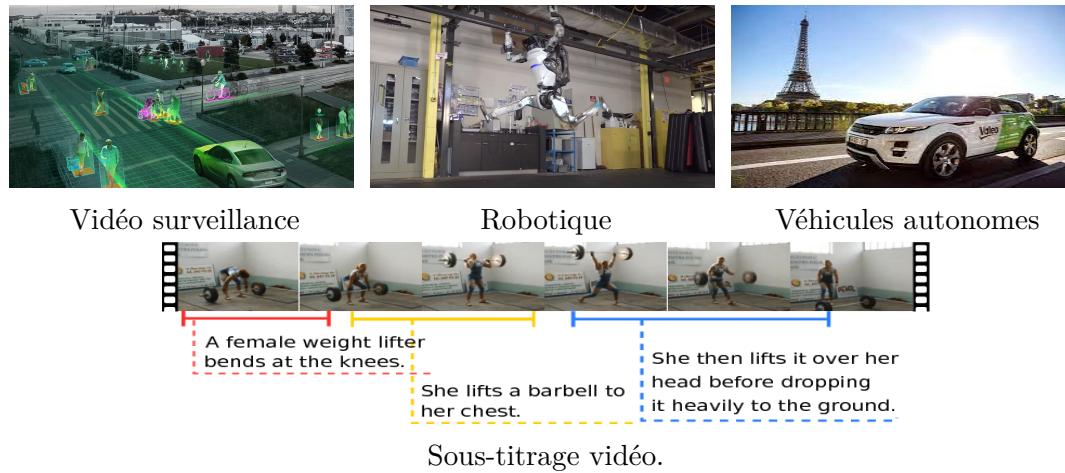 Valeo
Vidéo surveillance
Robotique
Véhicules autonomes
A female weight lifter
bends at the knees.
She lifts a barbell to
her chest.
She then lifts it over her
head before dropping
it heavily to the ground.
Sous-titrage vidéo.